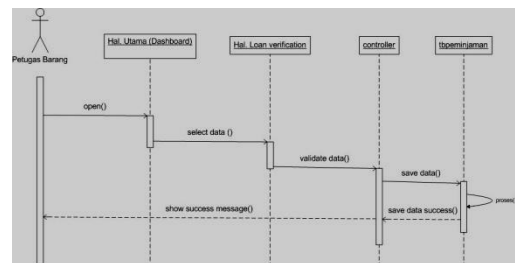 Hal. Utama (Dashboard)
Hal. Loan verification
controller
tbpeminjaman
Petugas Barang
open()
select data ()
validate data()
save data()
proses(
show success message()
save data success()